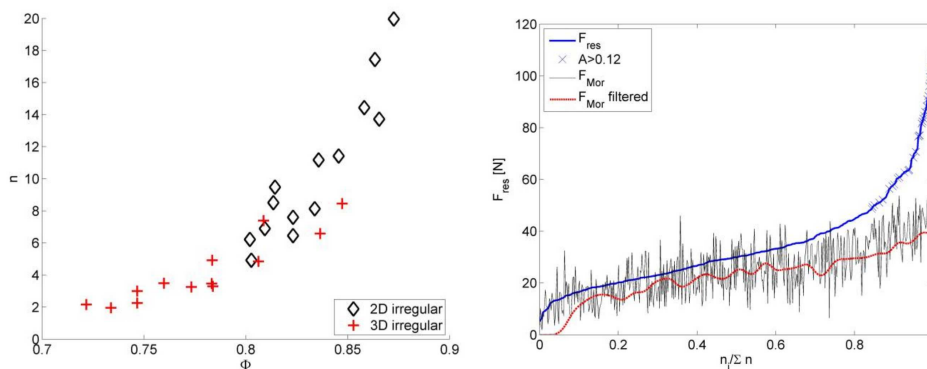 20
18
16
14
12
10
8
6
4
2
0
n
0.7
0.8
0.85
0.9
Φ
2D irregular
3D irregular
120
100
80
60
40
20
0
F_res [N]
F_res
A>0.12
F_Mor
F_Mor filtered
0
0.2
0.4
0.6
0.8
n_i/Σ n